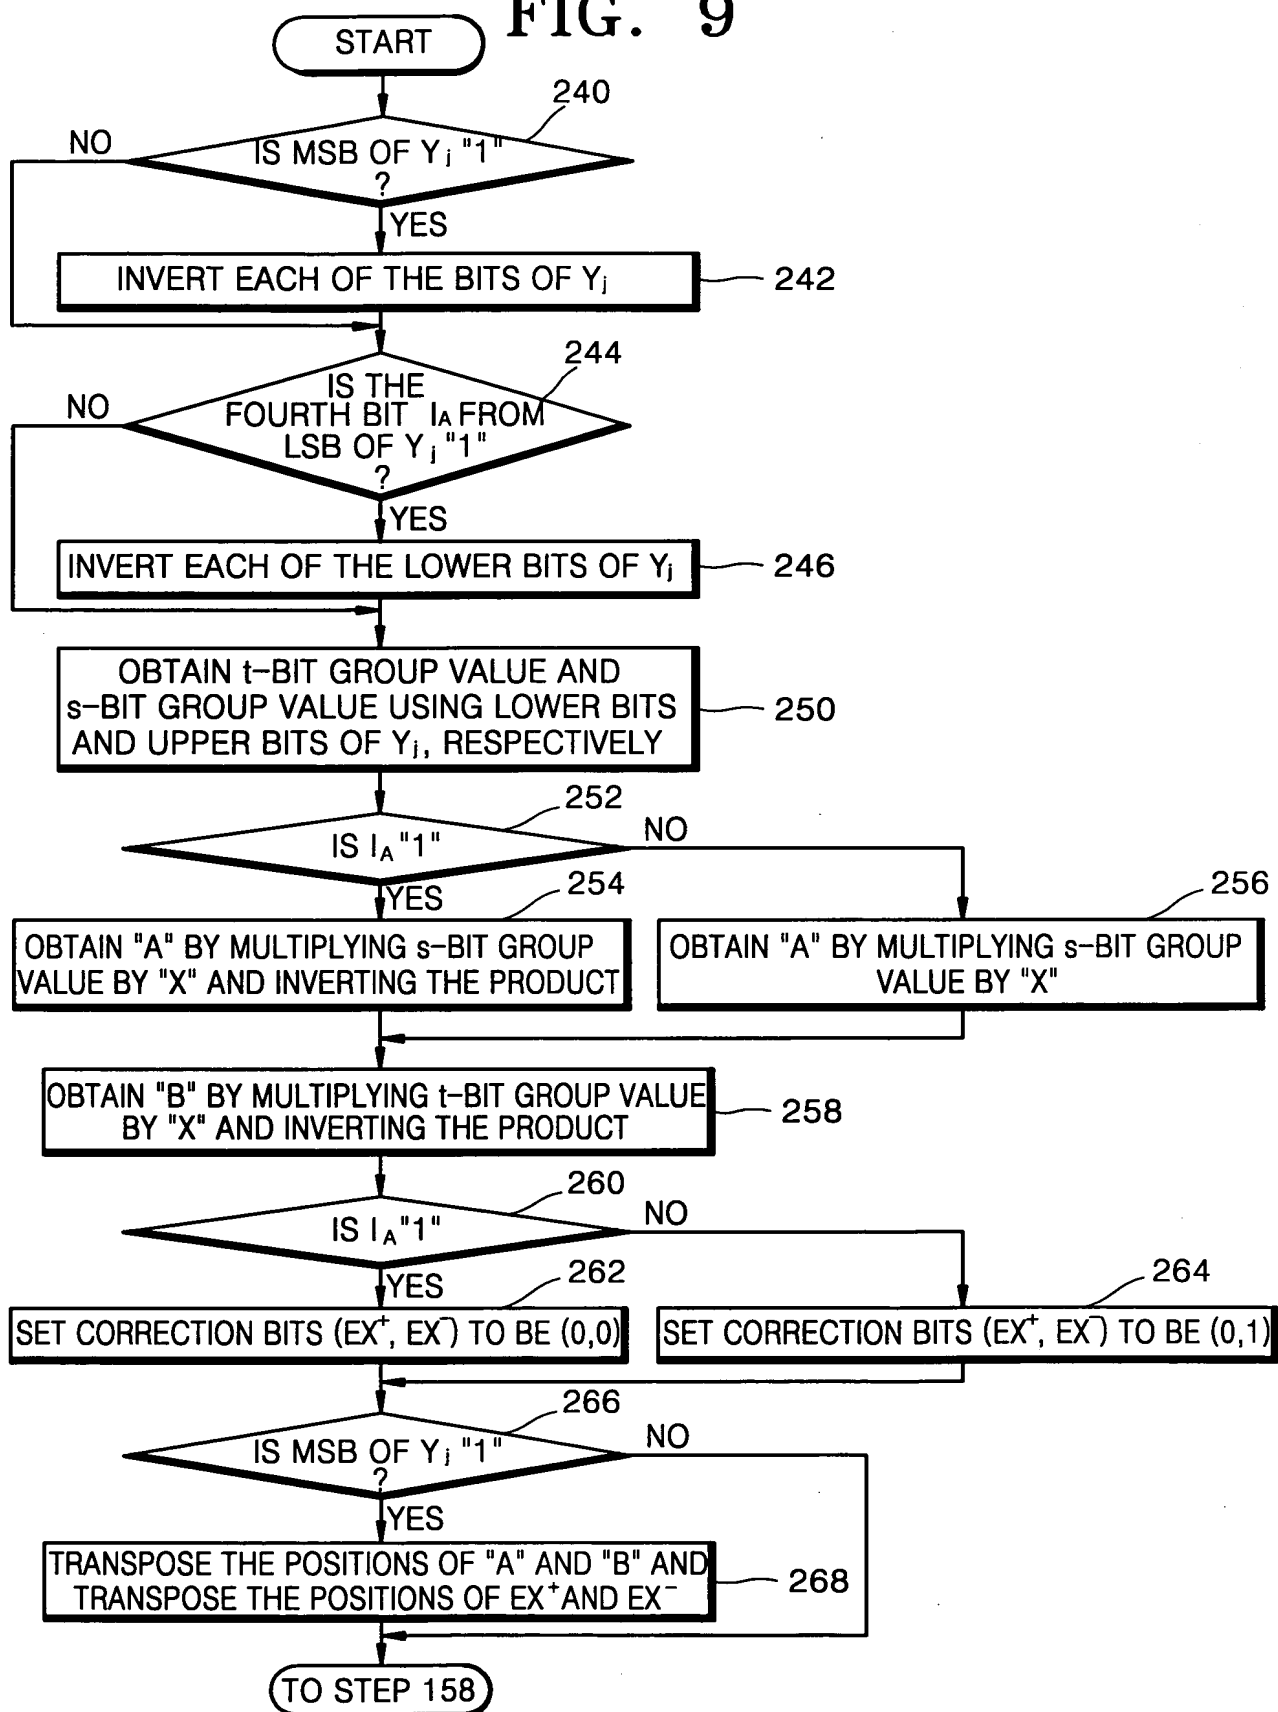 FIG. 9
START
240
NO
IS MSB OF Yj "1"
?
YES
INVERT EACH OF THE BITS OF Yj
242
244
NO
IS THE
FOURTH BIT IA FROM
LSB OF Yj "1"
?
YES
INVERT EACH OF THE LOWER BITS OF Yj
246
OBTAIN t-BIT GROUP VALUE AND
s-BIT GROUP VALUE USING LOWER BITS
AND UPPER BITS OF Yj, RESPECTIVELY
250
252
IS IA "1"
NO
YES
254
256
OBTAIN "A" BY MULTIPLYING s-BIT GROUP
VALUE BY "X" AND INVERTING THE PRODUCT
OBTAIN "A" BY MULTIPLYING s-BIT GROUP
VALUE BY "X"
OBTAIN "B" BY MULTIPLYING t-BIT GROUP VALUE
BY "X" AND INVERTING THE PRODUCT
258
260
IS IA "1"
NO
YES
262
264
SET CORRECTION BITS (EX⁺, EX⁻) TO BE (0,0)
SET CORRECTION BITS (EX⁺, EX⁻) TO BE (0,1)
266
IS MSB OF Yj "1"
?
NO
YES
TRANSPOSE THE POSITIONS OF "A" AND "B" AND
TRANSPOSE THE POSITIONS OF EX⁺ AND EX⁻
268
TO STEP 158